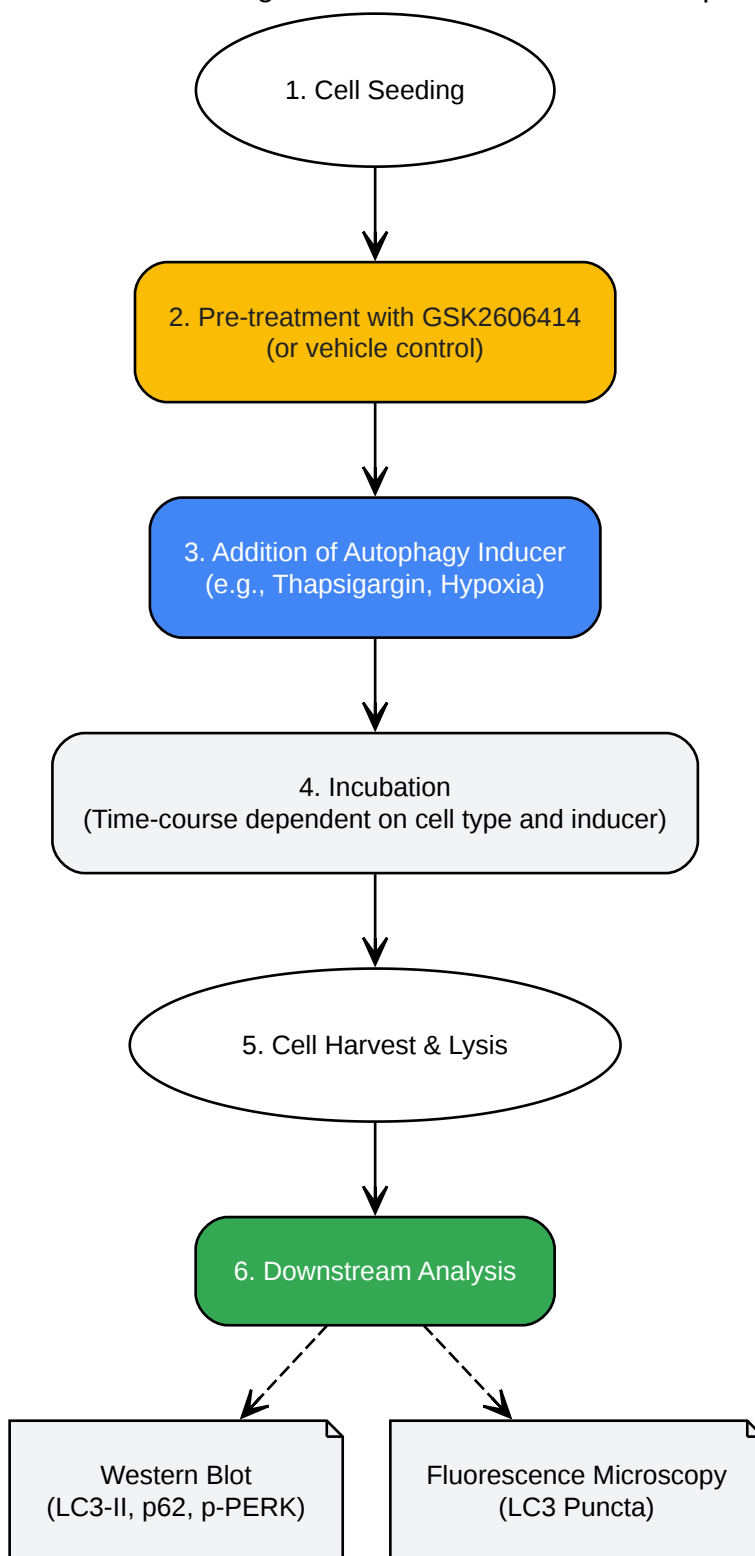 1. Cell Seeding
2. Pre-treatment with GSK2606414
(or vehicle control)
3. Addition of Autophagy Inducer
(e.g., Thapsigargin, Hypoxia)
4. Incubation
(Time-course dependent on cell type and inducer)
5. Cell Harvest & Lysis
6. Downstream Analysis
Western Blot
(LC3-II, p62, p-PERK)
Fluorescence Microscopy
(LC3 Puncta)